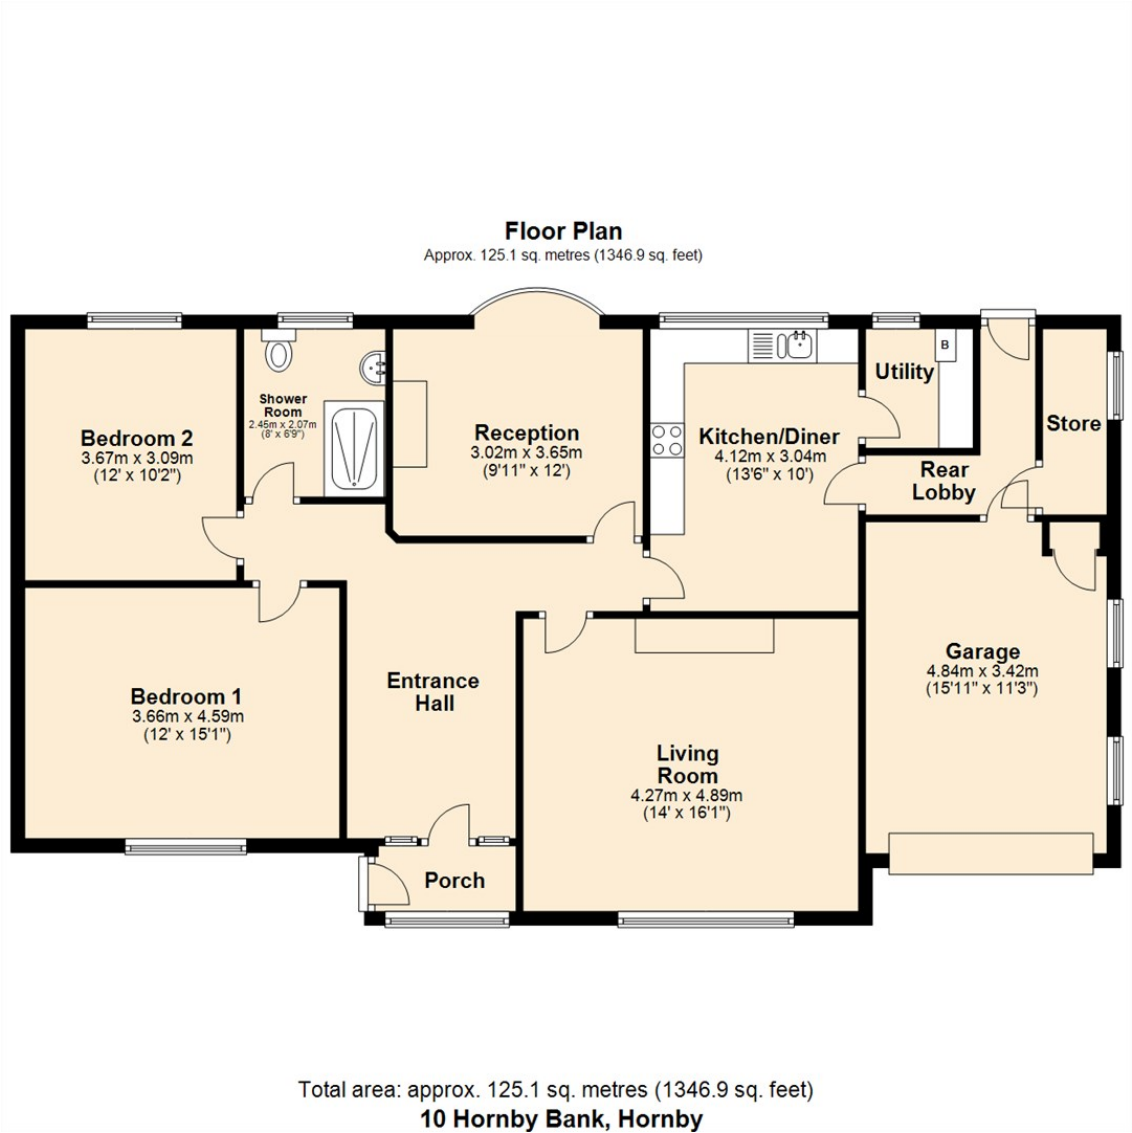 Floor Plan
Approx. 125.1 sq. metres (1346.9 sq. feet)
Bedroom 2
3.67m x 3.09m
(12' x 10'2")
Shower
Room
2.45m x 2.07m
(8' x 6'9")
Reception
3.02m x 3.65m
(9'11" x 12')
Kitchen/Diner
4.12m x 3.04m
(13'6" x 10')
Utility
B
Rear
Lobby
Store
Bedroom 1
3.66m x 4.59m
(12' x 15'1")
Entrance
Hall
Living
Room
4.27m x 4.89m
(14' x 16'1")
Garage
4.84m x 3.42m
(15'11" x 11'3")
Porch
Total area: approx. 125.1 sq. metres (1346.9 sq. feet)
10 Hornby Bank, Hornby